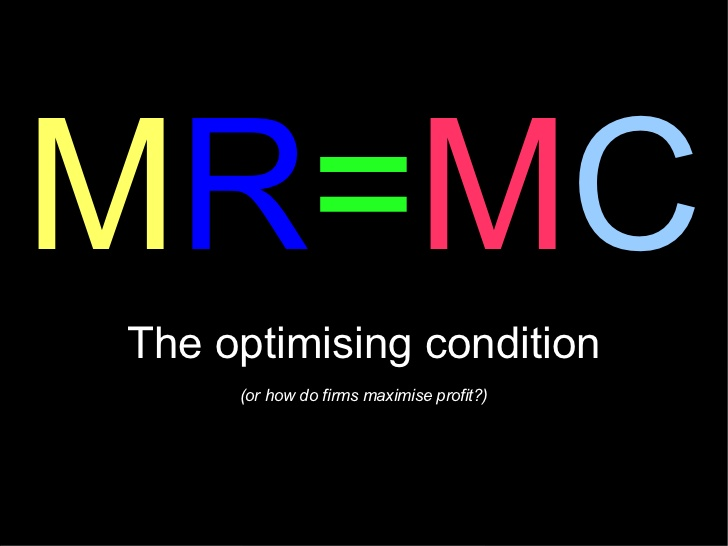 MR=MC
The optimising condition
(or how do firms maximise profit?)